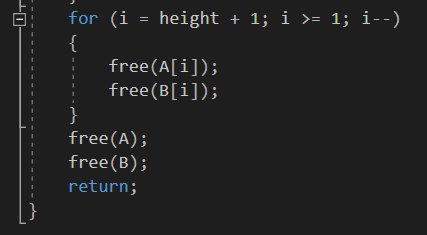 for (i = height + 1; i >= 1; i--)
{
free(A[i]);
free(B[i]);
}
free(A);
free(B);
return;
}